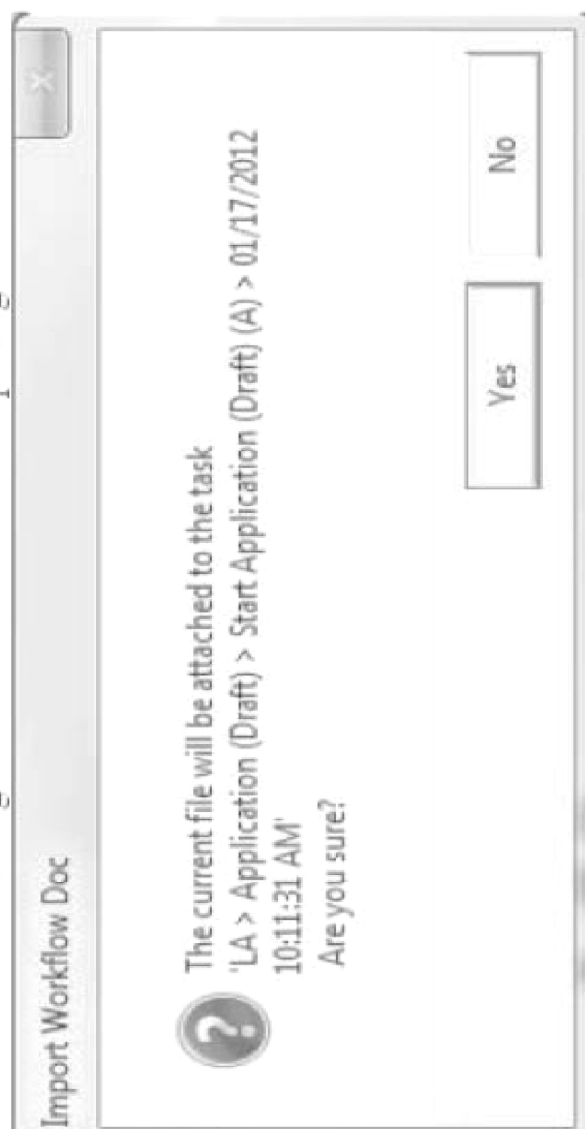 Import Workflow Doc
X
The current file will be attached to the task
'LA > Application (Draft) > Start Application (Draft) (A) > 01/17/2012
10:11:31 AM'
Are you sure?
Yes
No